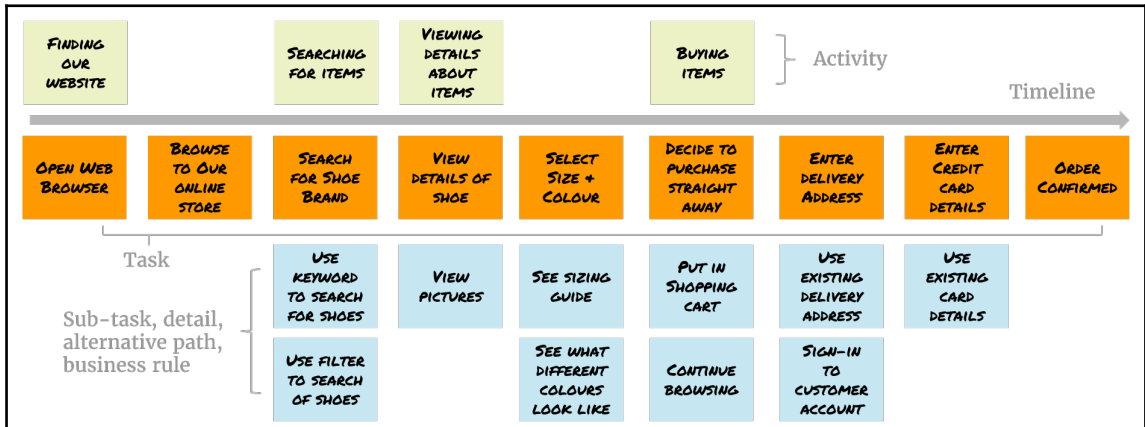 FINDING
OUR
WEBSITE
SEARCHING
FOR ITEMS
VIEWING
DETAILS
ABOUT
ITEMS
BUYING
ITEMS
Activity
Timeline
OPEN WEB
BROWSER
BROWSE
TO OUR
ONLINE
STORE
SEARCH
FOR SHOE
BRAND
VIEW
DETAILS OF
SHOE
SELECT
SIZE +
COLOUR
DECIDE TO
PURCHASE
STRAIGHT
AWAY
ENTER
DELIVERY
ADDRESS
ENTER
CREDIT
CARD
DETAILS
ORDER
CONFIRMED
Task
Sub-task, detail,
alternative path,
business rule
USE
KEYWORD
TO SEARCH
FOR SHOES
VIEW
PICTURES
SEE SIZING
GUIDE
PUT IN
SHOPPING
CART
USE
EXISTING
DELIVERY
ADDRESS
USE
EXISTING
CARD
DETAILS
USE FILTER
TO SEARCH
OF SHOES
SEE WHAT
DIFFERENT
COLOURS
LOOK LIKE
CONTINUE
BROWSING
SIGN-IN
TO
CUSTOMER
ACCOUNT